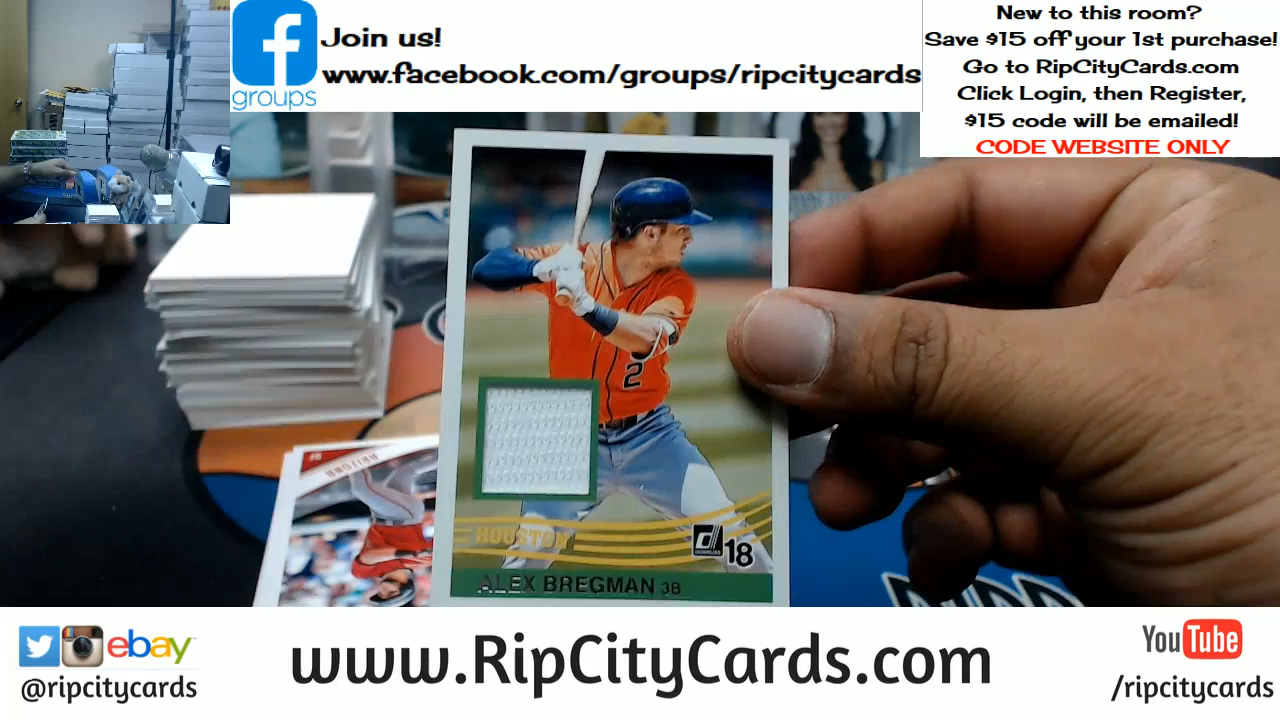 Join us!
www.facebook.com/groups/ripcitycards
groups
New to this room?
Save $15 off your 1st purchase!
Go to RipCityCards.com
Click Login, then Register,
$15 code will be emailed!
CODE WEBSITE ONLY
2
HOUSTON
DONRUSS 18
ALEX BREGMAN 3B
ARIZONA
ebay
@ripcitycards
www.RipCityCards.com
YouTube
/ripcitycards